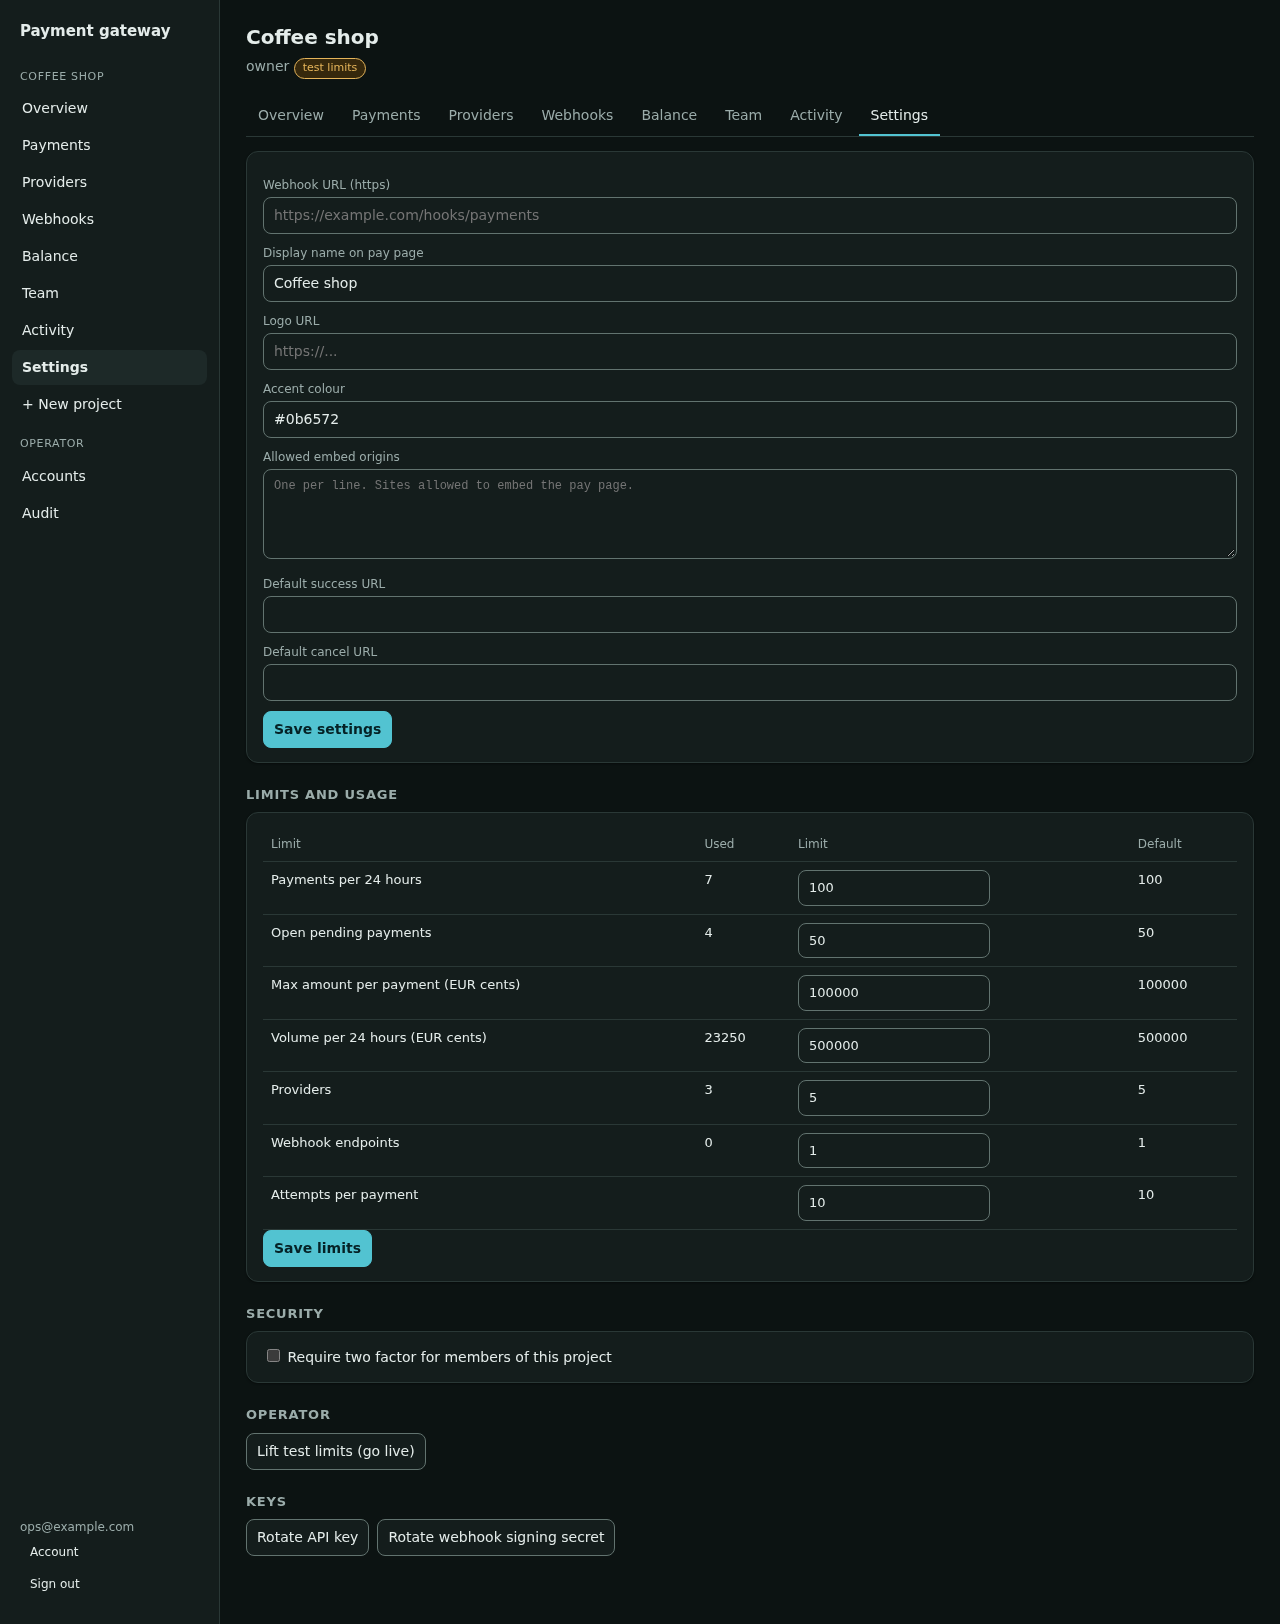 Payment gateway
COFFEE SHOP
Overview
Payments
Providers
Webhooks
Balance
Team
Activity
Settings
+ New project
OPERATOR
Accounts
Audit
ops@example.com
Account
Sign out
Coffee shop
owner test limits
Overview Payments Providers Webhooks Balance Team Activity Settings
Webhook URL (https)
https://example.com/hooks/payments
Display name on pay page
Coffee shop
Logo URL
https://...
Accent colour
#0b6572
Allowed embed origins
One per line. Sites allowed to embed the pay page.
Default success URL
Default cancel URL
Save settings
LIMITS AND USAGE
Limit Used Limit Default
Payments per 24 hours 7 100 100
Open pending payments 4 50 50
Max amount per payment (EUR cents) 100000 100000
Volume per 24 hours (EUR cents) 23250 500000 500000
Providers 3 5 5
Webhook endpoints 0 1 1
Attempts per payment 10 10
Save limits
SECURITY
Require two factor for members of this project
OPERATOR
Lift test limits (go live)
KEYS
Rotate API key Rotate webhook signing secret